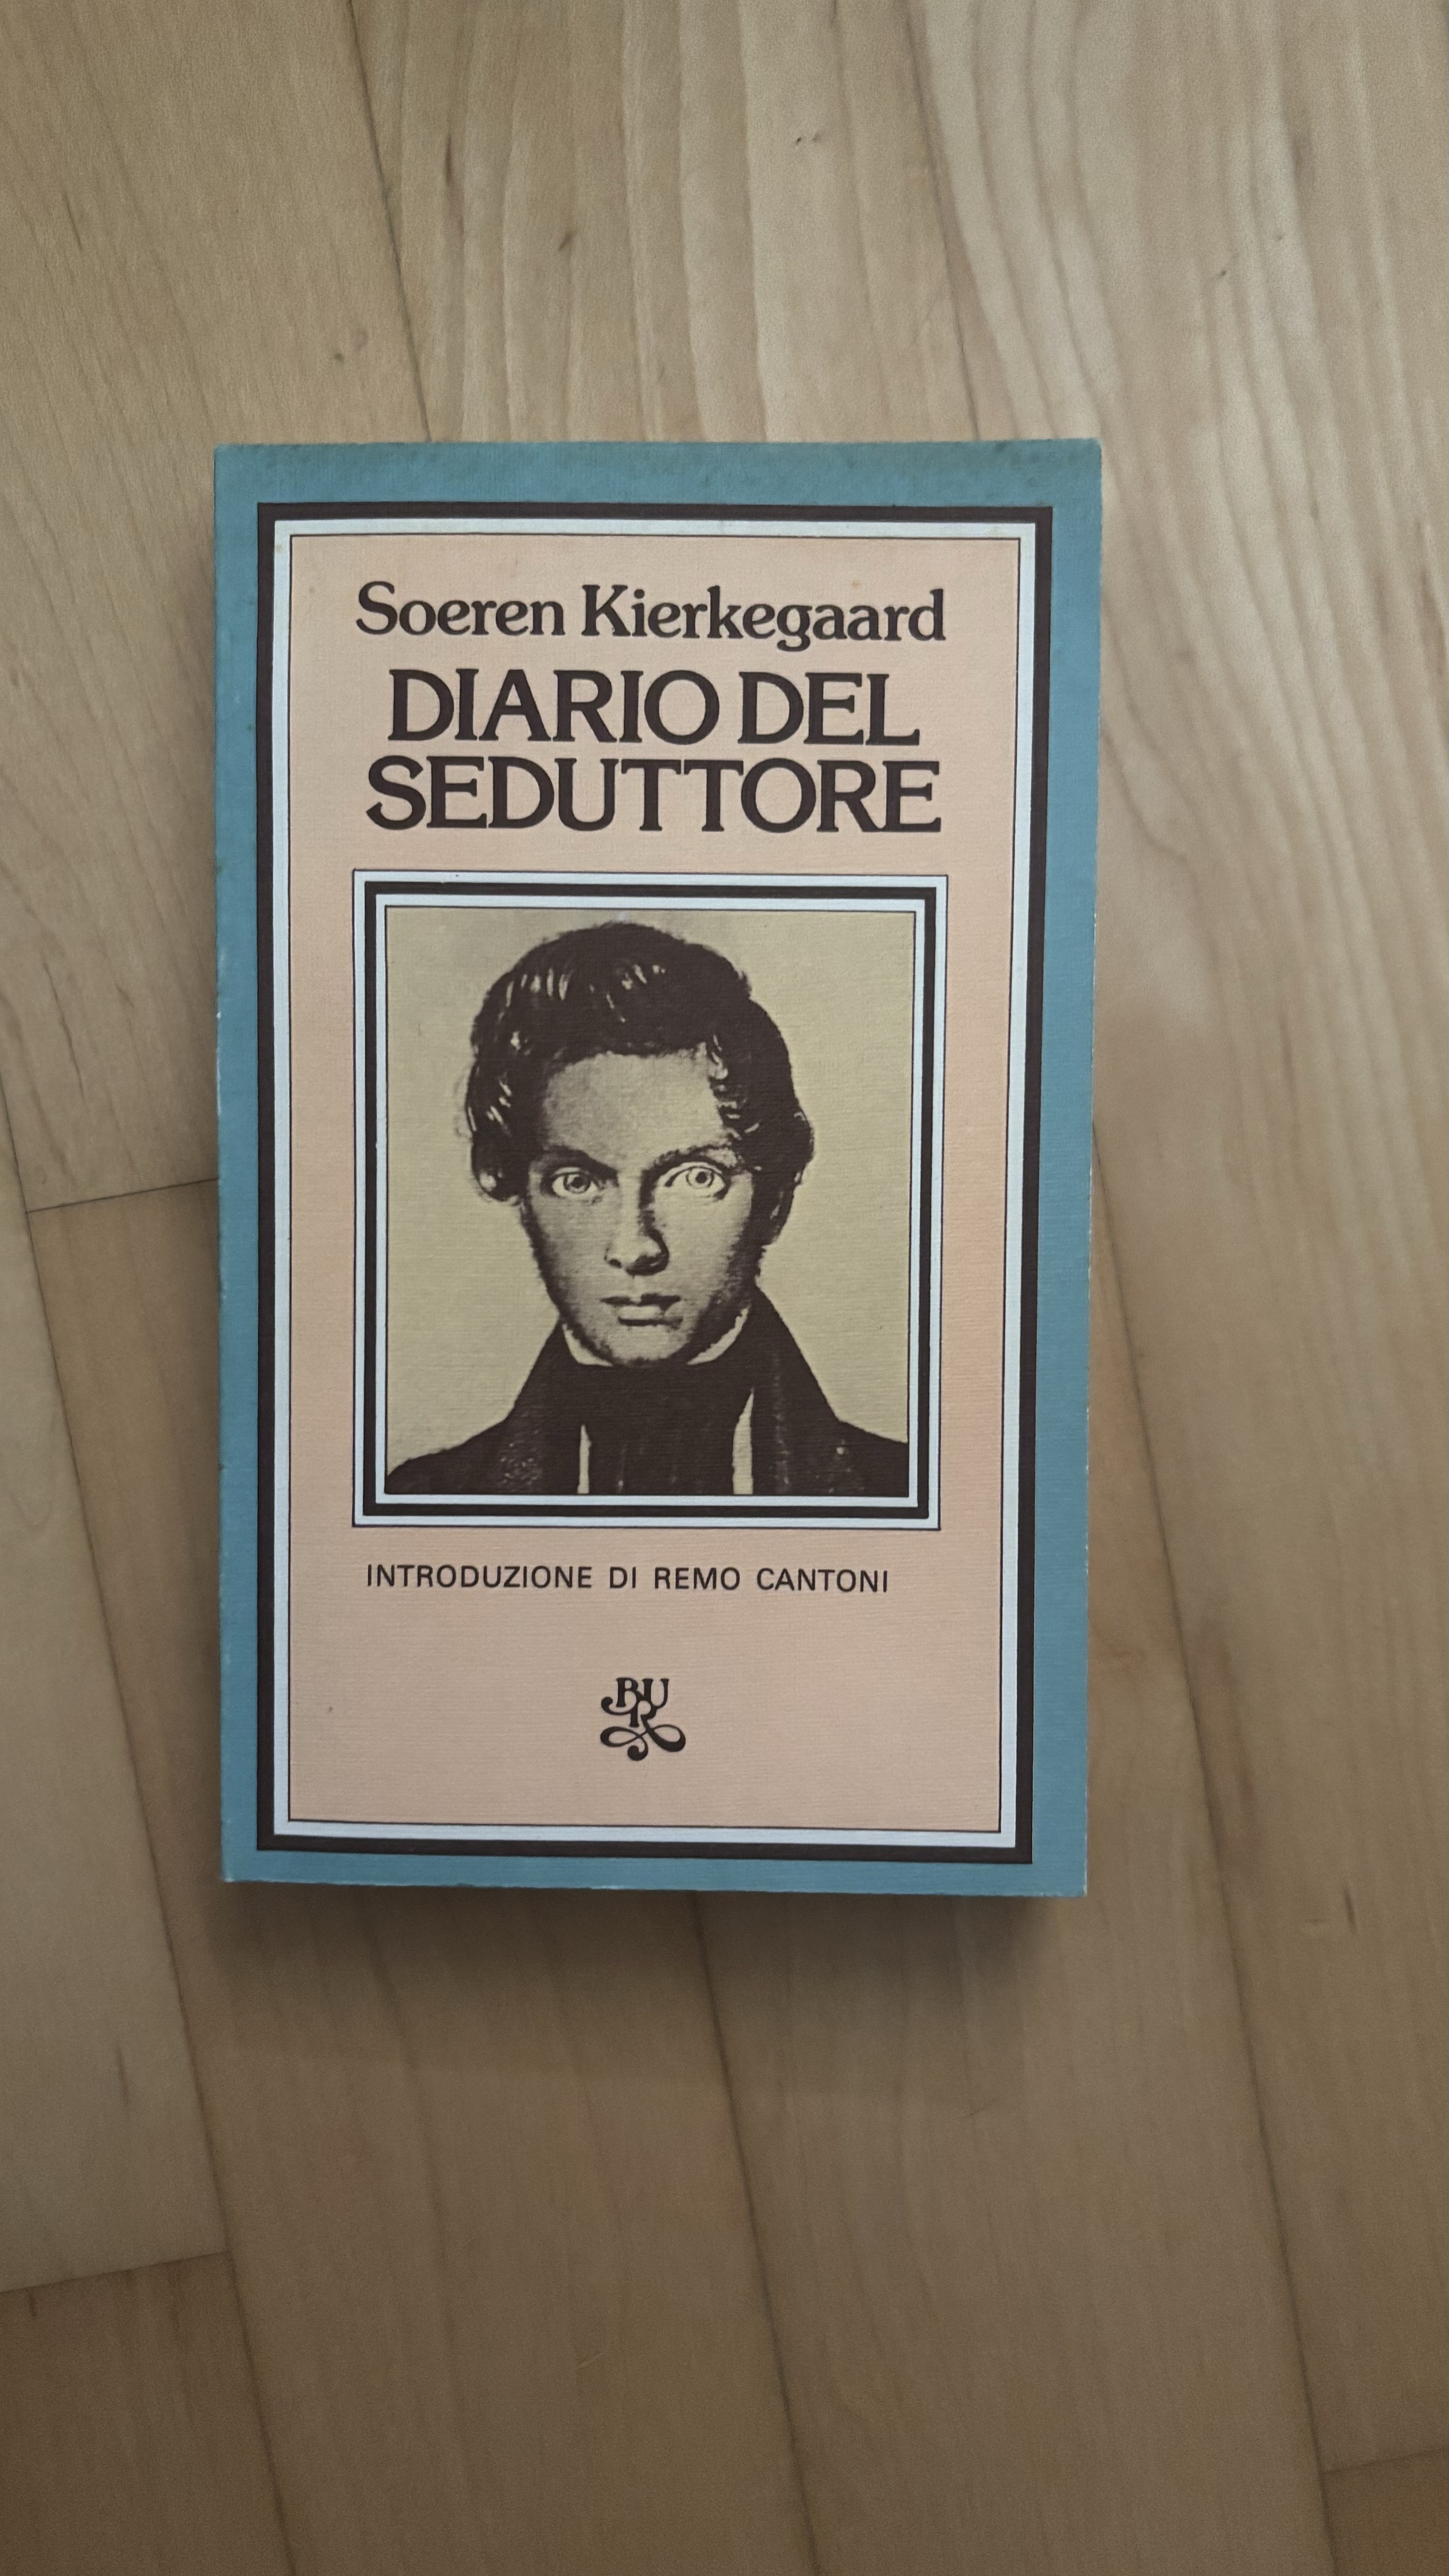 Soeren Kierkegaard
DIARIO DEL
SEDUTTORE
INTRODUZIONE DI REMO CANTONI
BUR